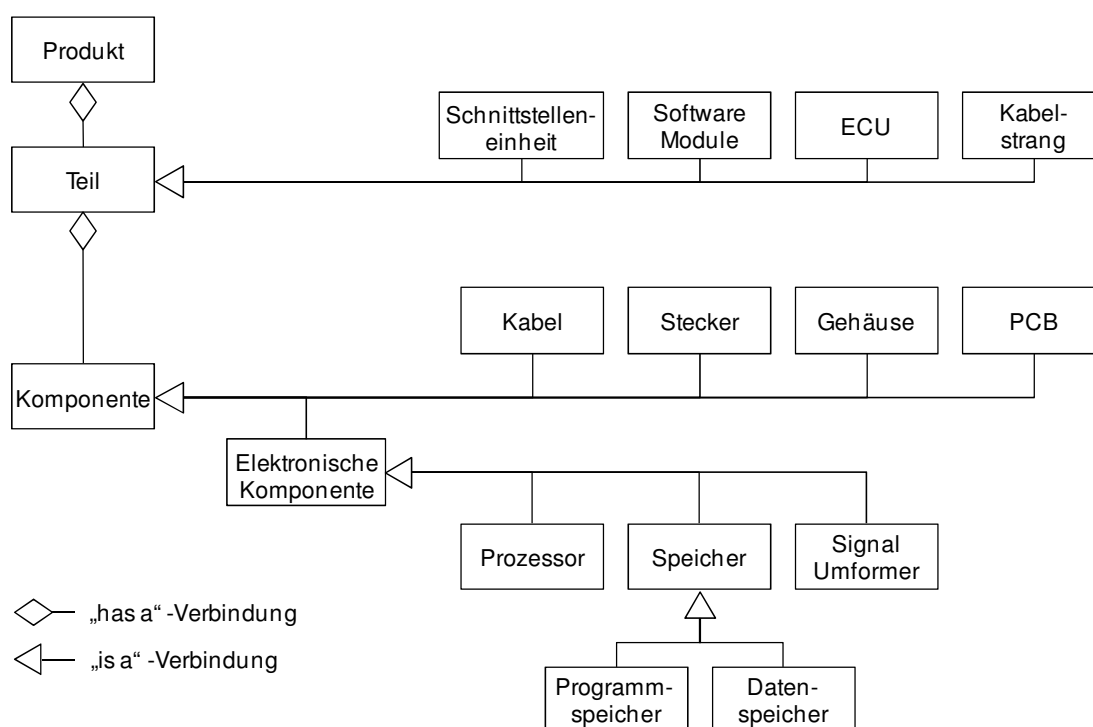 Produkt
Schnittstellen-
einheit
Software
Module
ECU
Kabel-
strang
Teil
Kabel
Stecker
Gehäuse
PCB
Komponente
Elektronische
Komponente
Prozessor
Speicher
Signal
Umformer
„has a“ -Verbindung
„is a“ -Verbindung
Programm-
speicher
Daten-
speicher